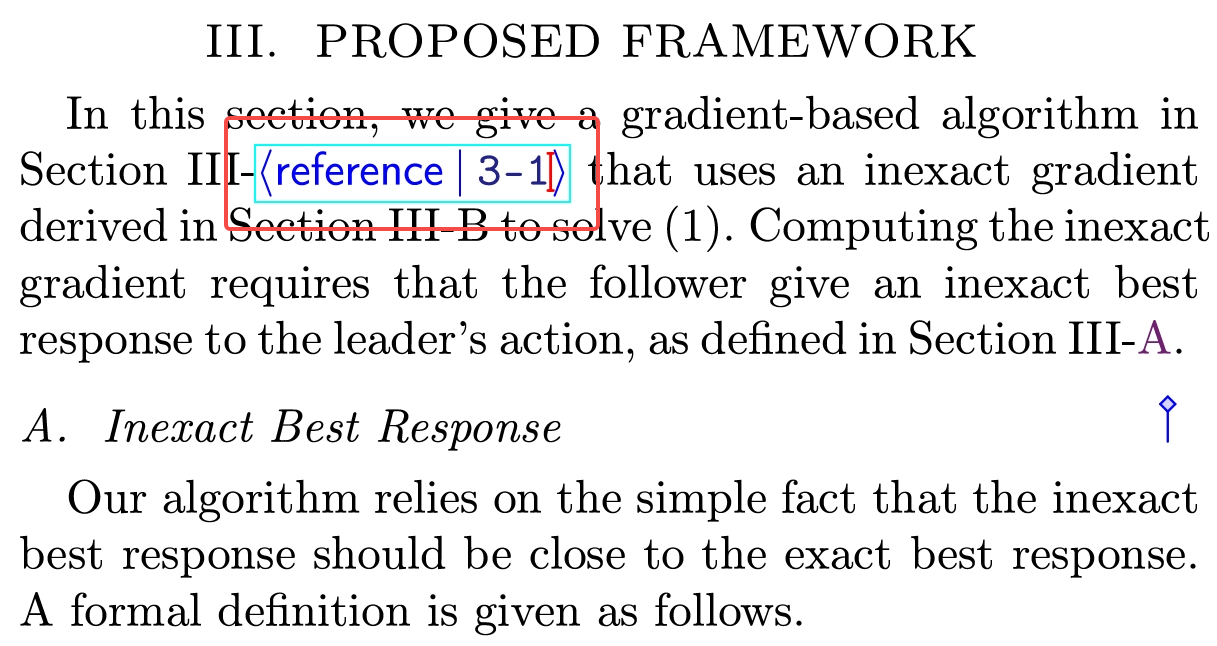 III. PROPOSED FRAMEWORK
In this section, we give a gradient-based algorithm in
Section III-⟨reference | 3-1⟩ that uses an inexact gradient
derived in Section III-B to solve (1). Computing the inexact
gradient requires that the follower give an inexact best
response to the leader's action, as defined in Section III-A.
A. Inexact Best Response
Our algorithm relies on the simple fact that the inexact
best response should be close to the exact best response.
A formal definition is given as follows.